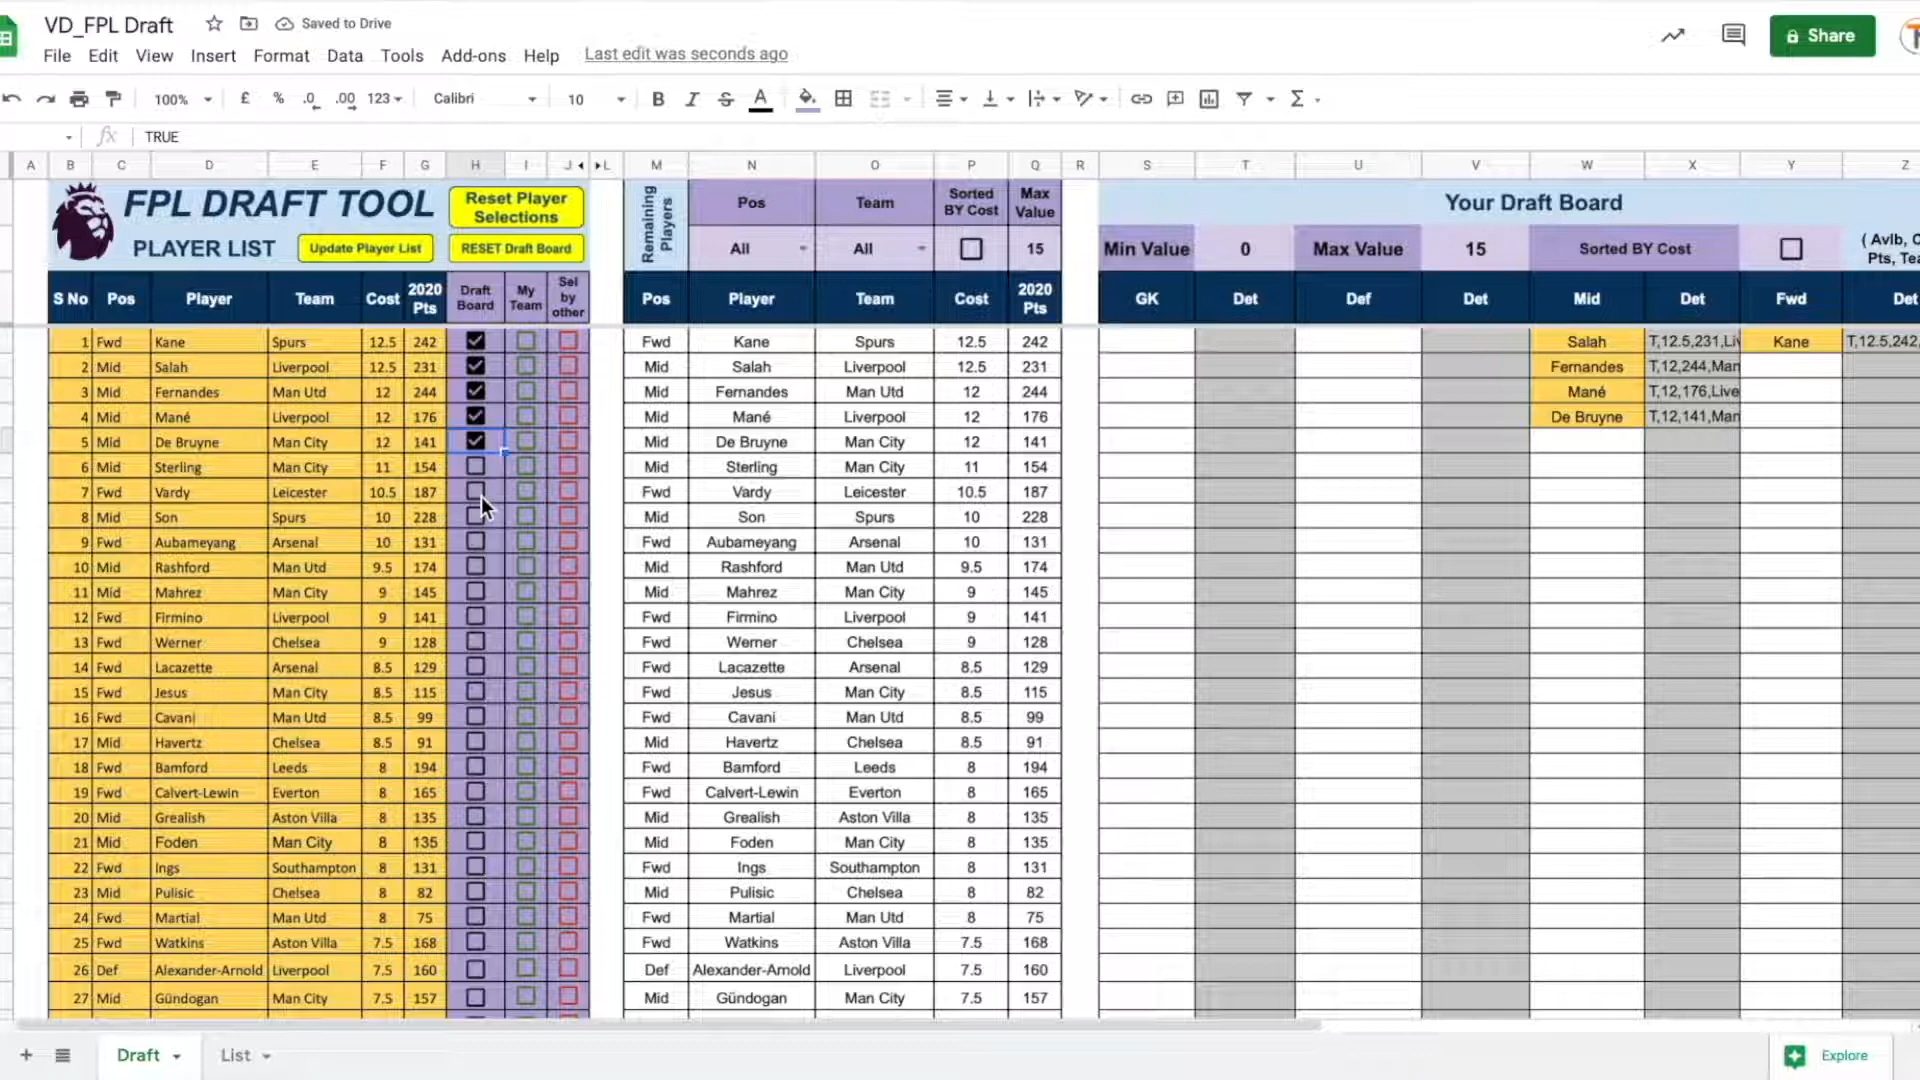 VD_FPL Draft Saved to Drive
File Edit View Insert Format Data Tools Add-ons Help Last edit was seconds ago
Share
100% £ % .0 .00 123 Calibri 10 B I S A
fx TRUE
A B C D E F G H I J L M N O P Q R S T U V W X Y Z
FPL DRAFT TOOL
PLAYER LIST
Update Player List
Reset Player Selections
RESET Draft Board
Remaining Players
Pos Team Sorted BY Cost Max Value
All All 15
Your Draft Board
Min Value 0 Max Value 15 Sorted BY Cost
S No Pos Player Team Cost 2020 Pts Draft Board My Team Sel by other
Pos Player Team Cost 2020 Pts
GK Det Def Det Mid Det Fwd Det
1 Fwd Kane Spurs 12.5 242 Fwd Kane Spurs 12.5 242 Salah T,12.5,231,Li Kane T,12.5,242,
2 Mid Salah Liverpool 12.5 231 Mid Salah Liverpool 12.5 231 Fernandes T,12,244,Man
3 Mid Fernandes Man Utd 12 244 Mid Fernandes Man Utd 12 244 Mané T,12,176,Live
4 Mid Mané Liverpool 12 176 Mid Mané Liverpool 12 176 De Bruyne T,12,141,Man
5 Mid De Bruyne Man City 12 141 Mid De Bruyne Man City 12 141
6 Mid Sterling Man City 11 154 Mid Sterling Man City 11 154
7 Fwd Vardy Leicester 10.5 187 Fwd Vardy Leicester 10.5 187
8 Mid Son Spurs 10 228 Mid Son Spurs 10 228
9 Fwd Aubameyang Arsenal 10 131 Fwd Aubameyang Arsenal 10 131
10 Mid Rashford Man Utd 9.5 174 Mid Rashford Man Utd 9.5 174
11 Mid Mahrez Man City 9 145 Mid Mahrez Man City 9 145
12 Fwd Firmino Liverpool 9 141 Fwd Firmino Liverpool 9 141
13 Fwd Werner Chelsea 9 128 Fwd Werner Chelsea 9 128
14 Fwd Lacazette Arsenal 8.5 129 Fwd Lacazette Arsenal 8.5 129
15 Fwd Jesus Man City 8.5 115 Fwd Jesus Man City 8.5 115
16 Fwd Cavani Man Utd 8.5 99 Fwd Cavani Man Utd 8.5 99
17 Mid Havertz Chelsea 8.5 91 Mid Havertz Chelsea 8.5 91
18 Fwd Bamford Leeds 8 194 Fwd Bamford Leeds 8 194
19 Fwd Calvert-Lewin Everton 8 165 Fwd Calvert-Lewin Everton 8 165
20 Mid Grealish Aston Villa 8 135 Mid Grealish Aston Villa 8 135
21 Mid Foden Man City 8 135 Mid Foden Man City 8 135
22 Fwd Ings Southampton 8 131 Fwd Ings Southampton 8 131
23 Mid Pulisic Chelsea 8 82 Mid Pulisic Chelsea 8 82
24 Fwd Martial Man Utd 8 75 Fwd Martial Man Utd 8 75
25 Fwd Watkins Aston Villa 7.5 168 Fwd Watkins Aston Villa 7.5 168
26 Def Alexander-Arnold Liverpool 7.5 160 Def Alexander-Arnold Liverpool 7.5 160
27 Mid Gündogan Man City 7.5 157 Mid Gündogan Man City 7.5 157
Draft List
Explore